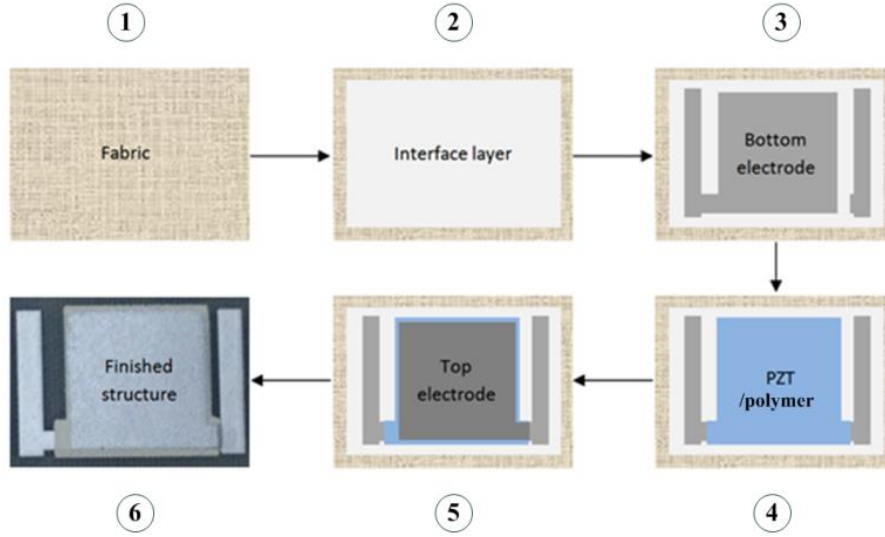 1
2
3
Fabric
Interface layer
Bottom
electrode
Finished
structure
Top
electrode
PZT
/polymer
6
5
4